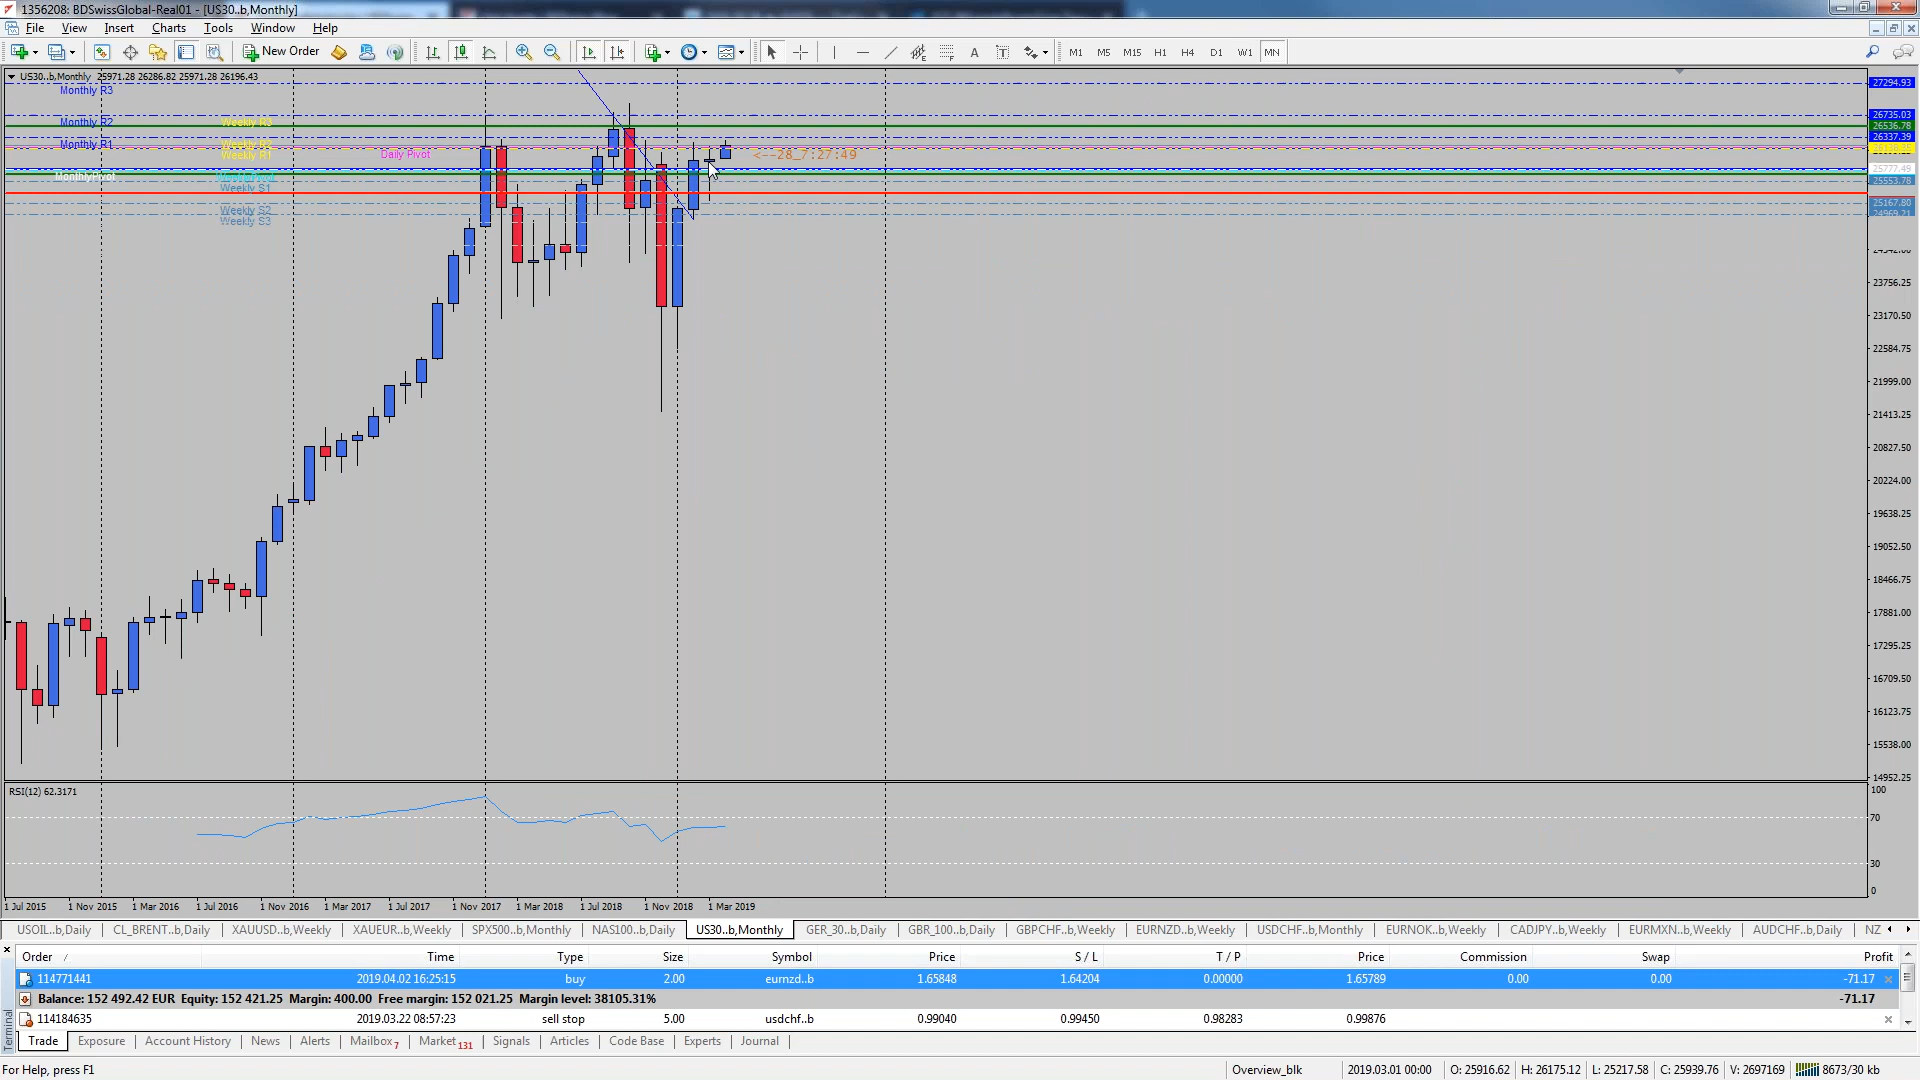 1356208: BDSwissGlobal-Real01 - [US30..b,Monthly]
File View Insert Charts Tools Window Help
New Order M1 M5 M15 H1 H4 D1 W1 MN
US30..b,Monthly 25971.28 26286.82 25971.28 26196.43
Monthly R3
Monthly R2 Weekly R3
Monthly R1 Weekly R2
Weekly R1 Daily Pivot <--28_7:27:49
MonthlyPivot
Weekly S1
Weekly S2
Weekly S3
27294.93
26735.03
26536.78
26337.39
25777.49
25553.78
25167.80
24969.21
23756.25
23170.50
22584.75
21999.00
21413.25
20827.50
20224.00
19638.25
19052.50
18466.75
17881.00
17295.25
16709.50
16123.75
15538.00
14952.25
RSI(12) 62.3171
100
70
30
0
1 Jul 2015 1 Nov 2015 1 Mar 2016 1 Jul 2016 1 Nov 2016 1 Mar 2017 1 Jul 2017 1 Nov 2017 1 Mar 2018 1 Jul 2018 1 Nov 2018 1 Mar 2019
USOIL..b,Daily CL_BRENT..b,Daily XAUUSD..b,Weekly XAUEUR..b,Weekly SPX500..b,Monthly NAS100..b,Daily US30..b,Monthly GER_30..b,Daily GBR_100..b,Daily GBPCHF..b,Weekly EURNZD..b,Weekly USDCHF..b,Monthly EURNOK..b,Weekly CADJPY..b,Weekly EURMXN..b,Weekly AUDCHF..b,Daily NZ
Order / Time Type Size Symbol Price S / L T / P Price Commission Swap Profit
114771441 2019.04.02 16:25:15 buy 2.00 eurnzd..b 1.65848 1.64204 0.00000 1.65789 0.00 0.00 -71.17
Balance: 152 492.42 EUR Equity: 152 421.25 Margin: 400.00 Free margin: 152 021.25 Margin level: 38105.31% -71.17
114184635 2019.03.22 08:57:23 sell stop 5.00 usdchf..b 0.99040 0.99450 0.98283 0.99876
Terminal
Trade Exposure Account History News Alerts Mailbox 7 Market 131 Signals Articles Code Base Experts Journal
For Help, press F1 Overview_blk 2019.03.01 00:00 O: 25916.62 H: 26175.12 L: 25217.58 C: 25939.76 V: 2697169 8673/30 kb